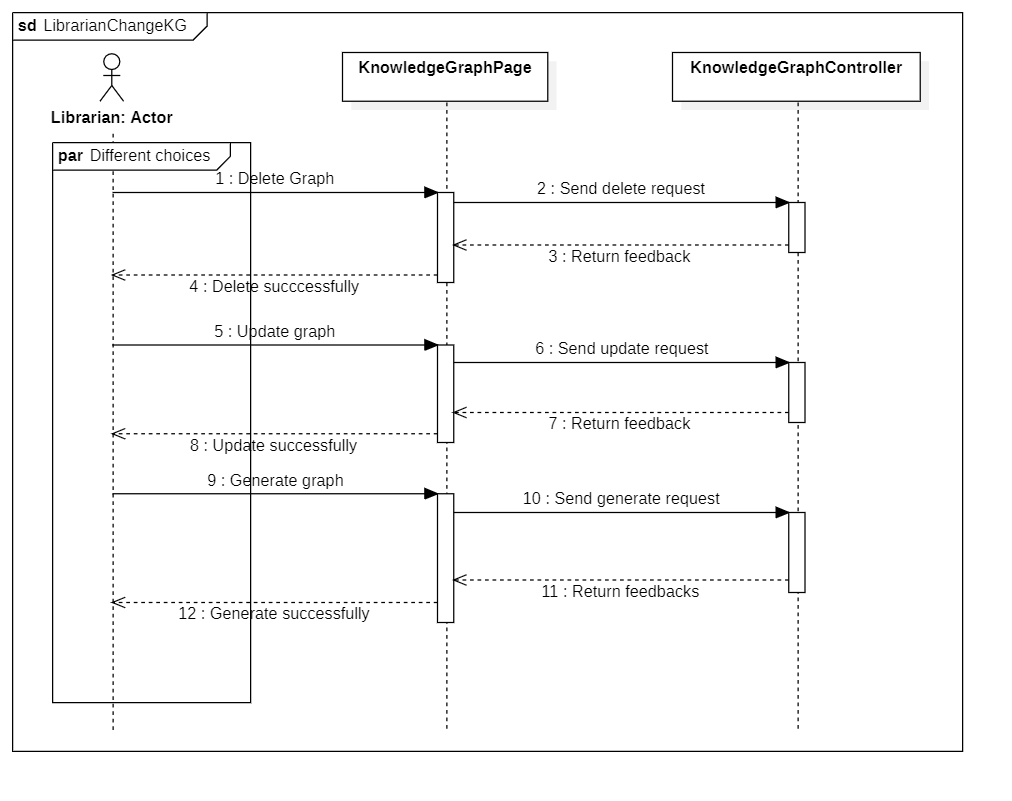 sd LibrarianChangeKG
KnowledgeGraphPage
KnowledgeGraphController
Librarian: Actor
par Different choices
1 : Delete Graph
2 : Send delete request
3 : Return feedback
4 : Delete succcessfully
5 : Update graph
6 : Send update request
7 : Return feedback
8 : Update successfully
9 : Generate graph
10 : Send generate request
11 : Return feedbacks
12 : Generate successfully